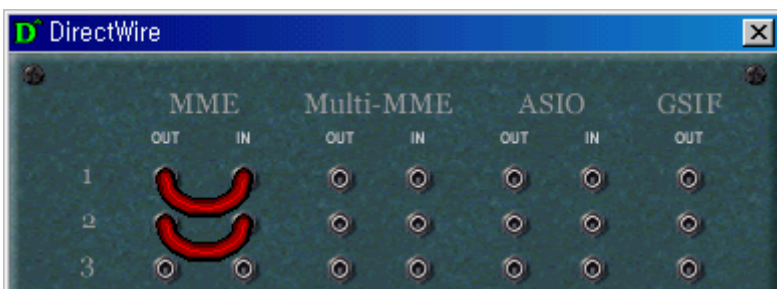 D DirectWire
MME Multi-MME ASIO GSIF
OUT IN OUT IN OUT IN OUT
1
2
3